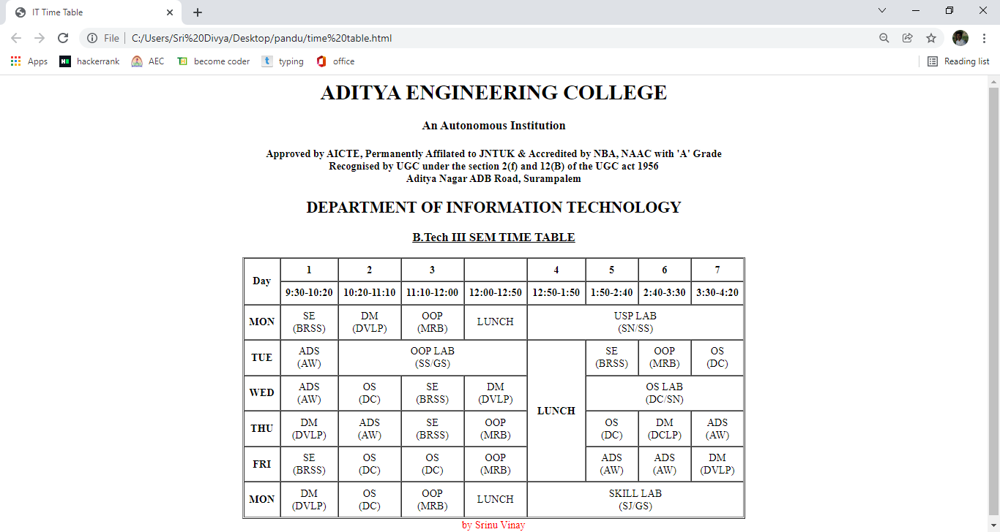 IT Time Table
File C:/Users/Sri%20Divya/Desktop/pandu/time%20table.html
Apps hackerrank AEC become coder typing office Reading list
ADITYA ENGINEERING COLLEGE
An Autonomous Institution
Approved by AICTE, Permanently Affilated to JNTUK & Accredited by NBA, NAAC with 'A' Grade
Recognised by UGC under the section 2(f) and 12(B) of the UGC act 1956
Aditya Nagar ADB Road, Surampalem
DEPARTMENT OF INFORMATION TECHNOLOGY
B.Tech III SEM TIME TABLE
Day 1 2 3 4 5 6 7
9:30-10:20 10:20-11:10 11:10-12:00 12:00-12:50 12:50-1:50 1:50-2:40 2:40-3:30 3:30-4:20
MON SE DM OOP LUNCH USP LAB
(BRSS) (DVLP) (MRB) (SN/SS)
TUE ADS OOP LAB SE OOP OS
(AW) (SS/GS) (BRSS) (MRB) (DC)
WED ADS OS SE DM OS LAB
(AW) (DC) (BRSS) (DVLP) (DC/SN)
LUNCH
THU DM ADS SE OOP OS DM ADS
(DVLP) (AW) (BRSS) (MRB) (DC) (DCLP) (AW)
FRI SE OS OS OOP ADS ADS DM
(BRSS) (DC) (DC) (MRB) (AW) (AW) (DVLP)
MON DM OS OOP LUNCH SKILL LAB
(DVLP) (DC) (MRB) (SJ/GS)
by Srinu Vinay